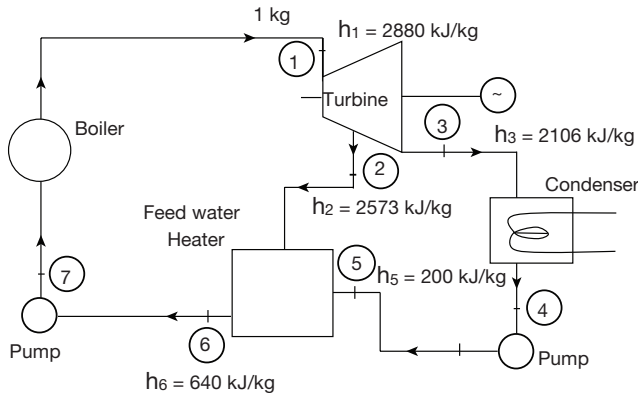 1 kg
h1 = 2880 kJ/kg
1
Turbine
~
3
h3 = 2106 kJ/kg
Boiler
2
Condenser
h2 = 2573 kJ/kg
Feed water
Heater
5
h5 = 200 kJ/kg
7
4
6
Pump
Pump
h6 = 640 kJ/kg